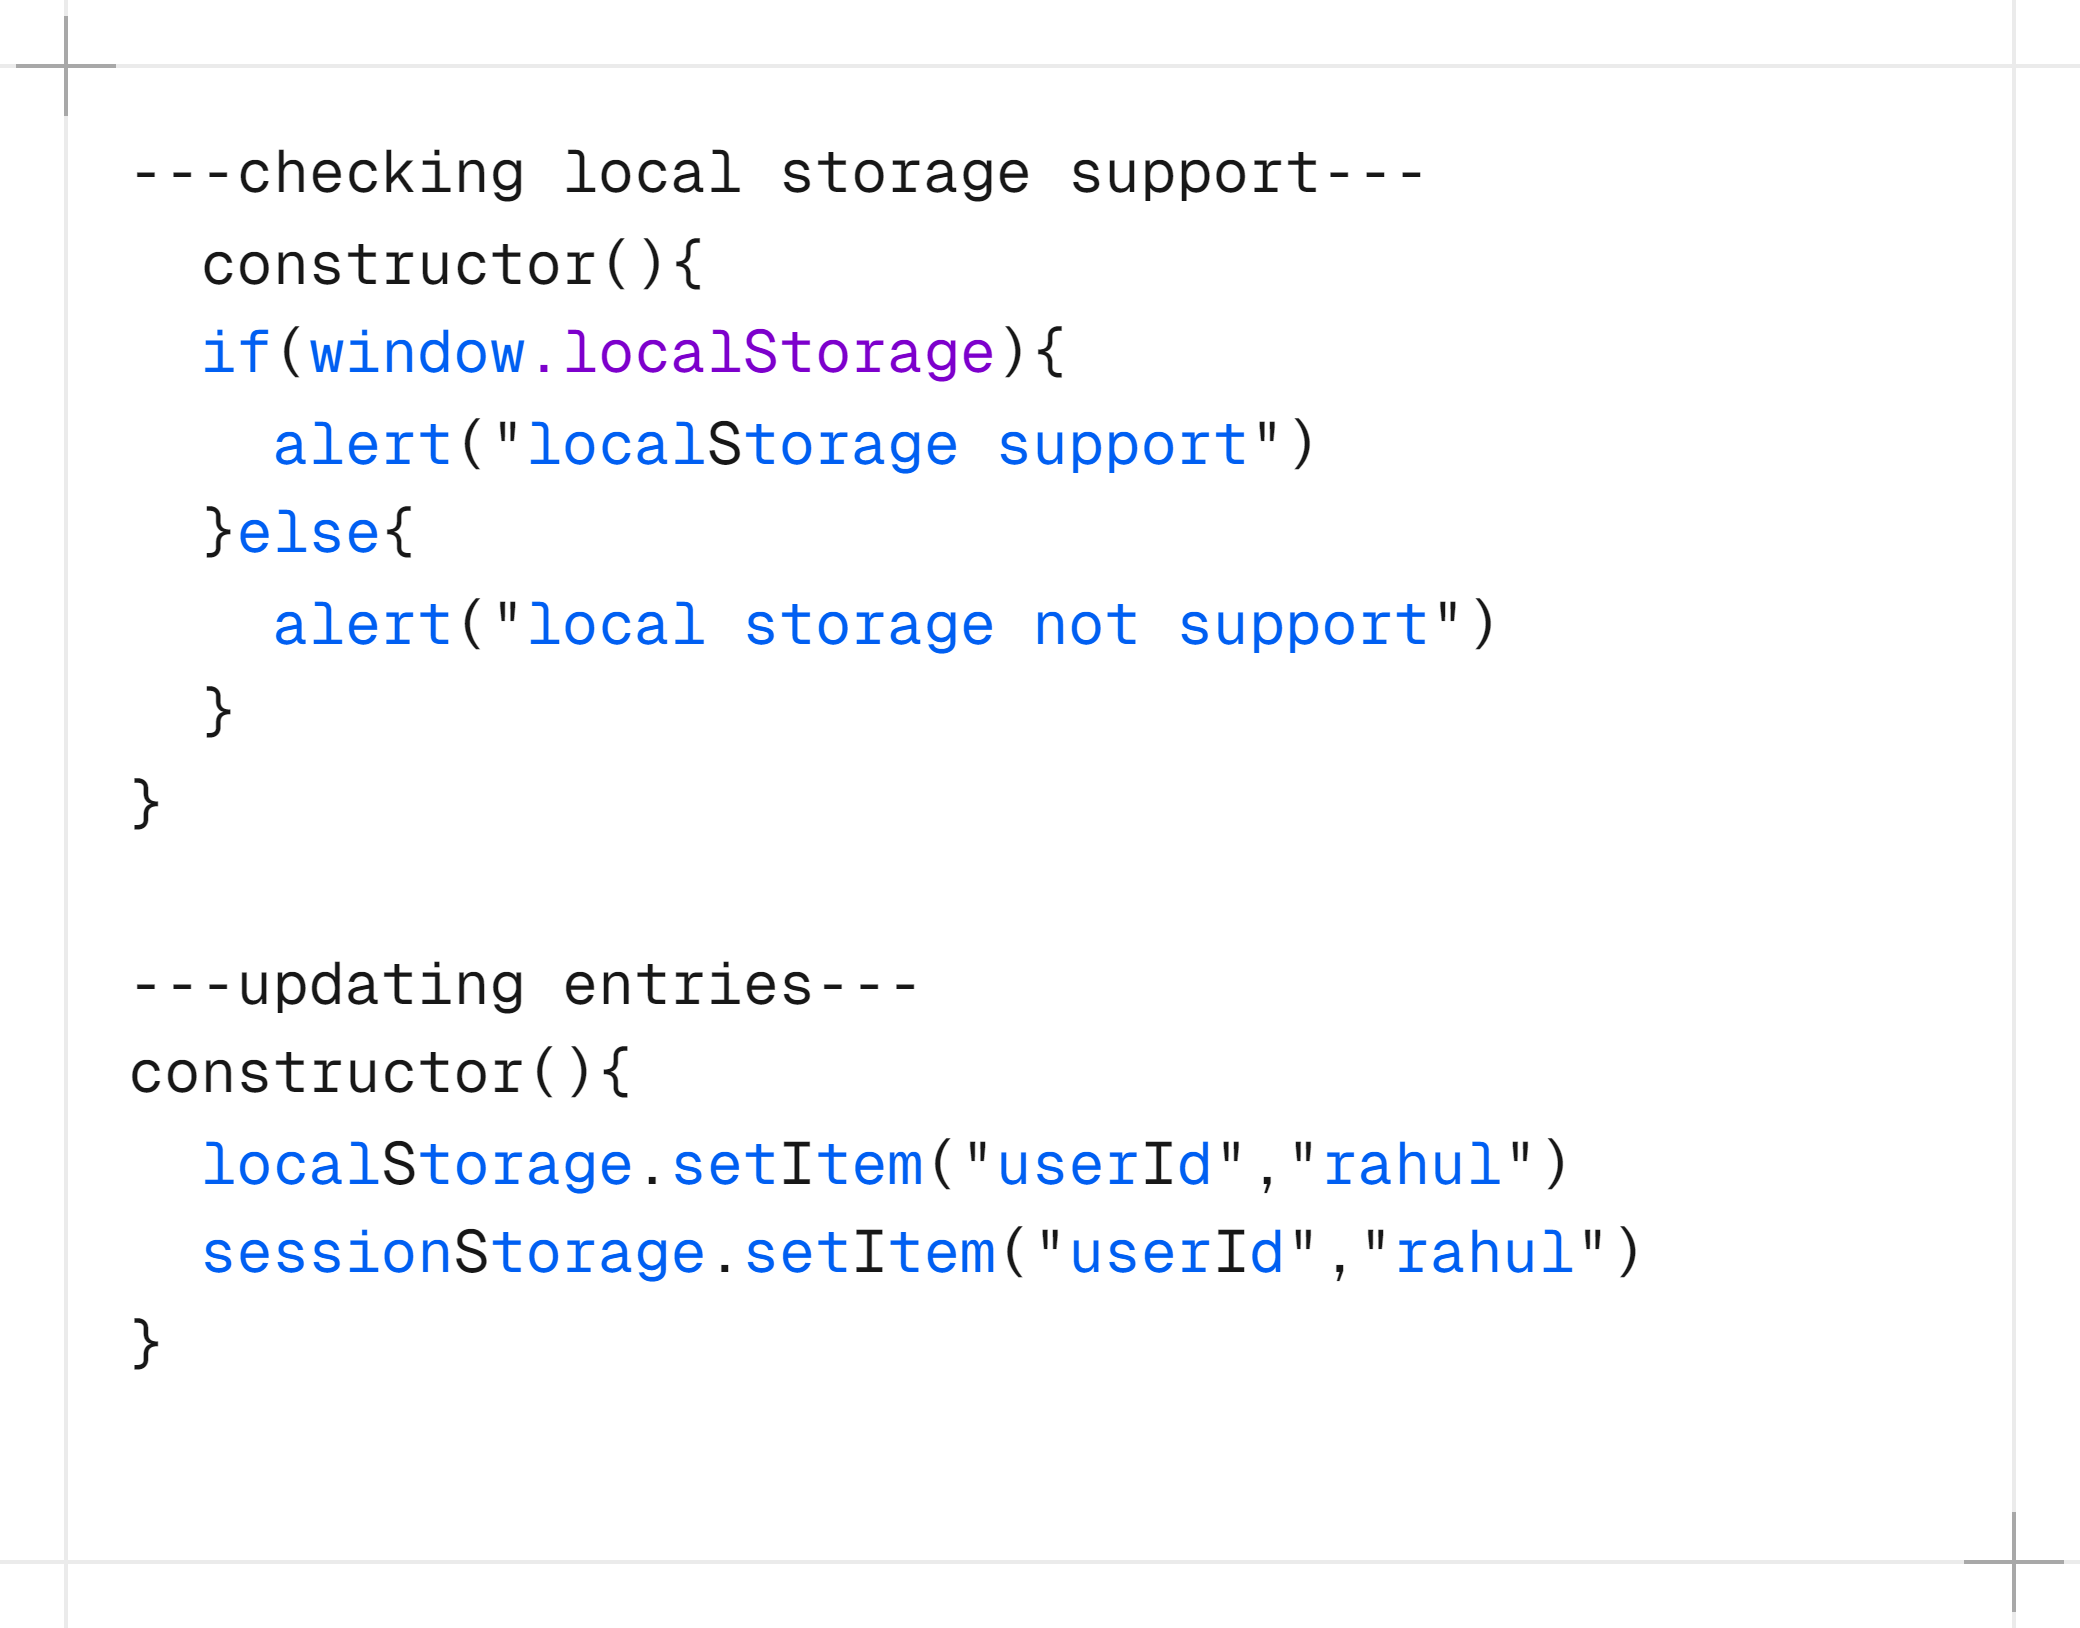 ---checking local storage support---
  constructor(){
  if(window.localStorage){
    alert("localStorage support")
  }else{
    alert("local storage not support")
  }
}

---updating entries---
constructor(){
  localStorage.setItem("userId","rahul")
  sessionStorage.setItem("userId","rahul")
}